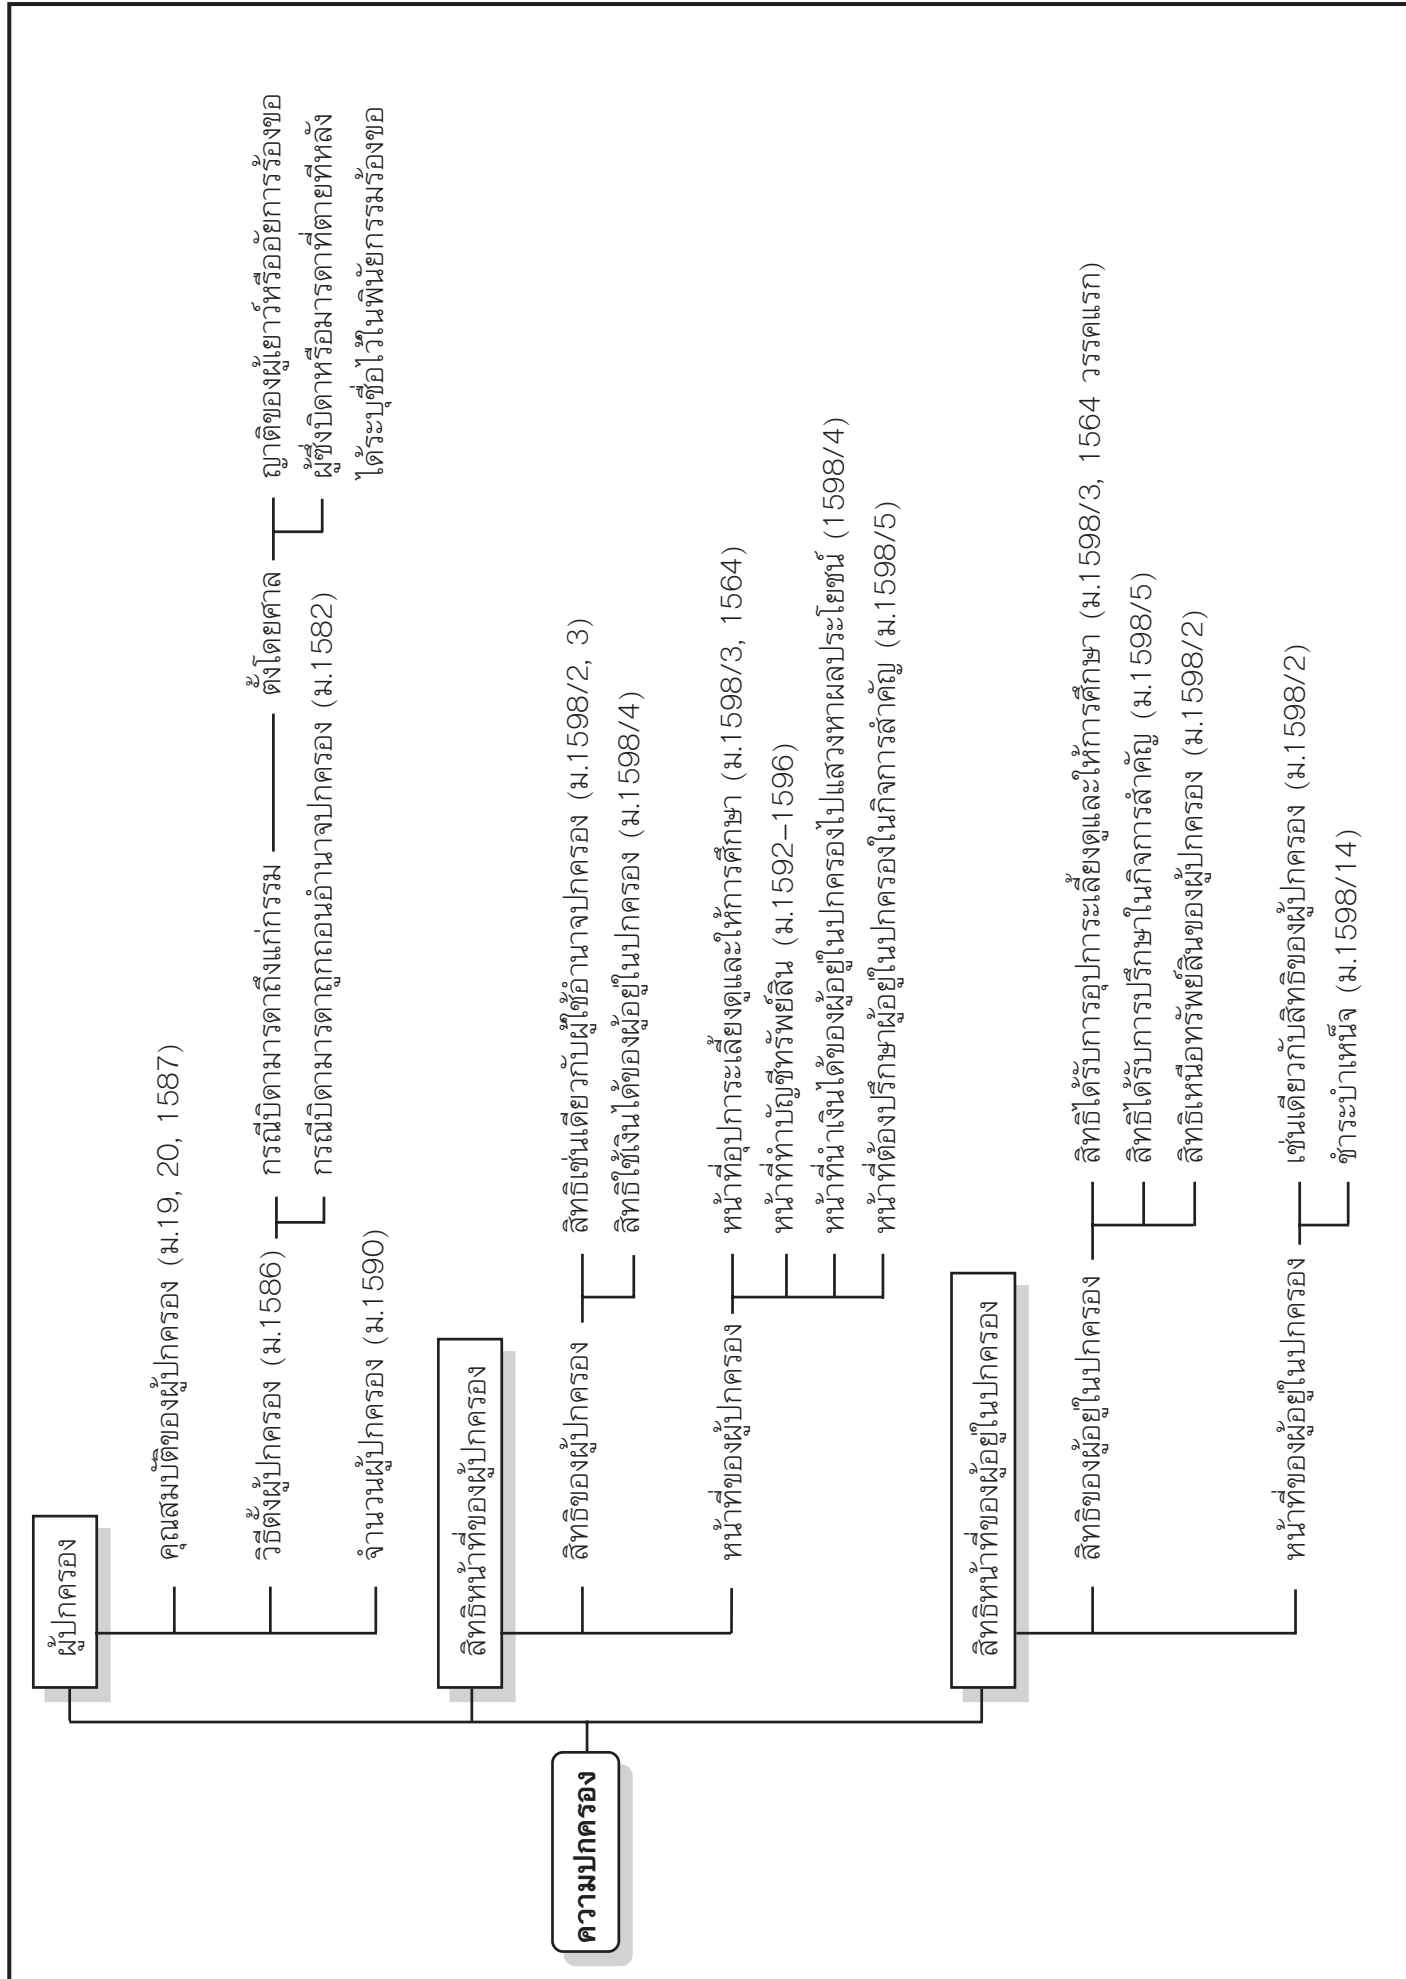 ความปกครอง
ผู้ปกครอง
คุณสมบัติของผู้ปกครอง (ม.19, 20, 1587)
วิธีตั้งผู้ปกครอง (ม.1586)
กรณีบิดามารดาถึงแก่กรรม
ตั้งโดยศาล
ญาติของผู้เยาว์หรืออัยการร้องขอ
ผู้ซึ่งบิดาหรือมารดาที่ตายทีหลัง
ได้ระบุชื่อไว้ในพินัยกรรมร้องขอ
กรณีบิดามารดาถูกถอนอำนาจปกครอง (ม.1582)
จำนวนผู้ปกครอง (ม.1590)
สิทธิหน้าที่ของผู้ปกครอง
สิทธิของผู้ปกครอง
สิทธิเช่นเดียวกับผู้ใช้อำนาจปกครอง (ม.1598/2, 3)
สิทธิใช้เงินได้ของผู้อยู่ในปกครอง (ม.1598/4)
หน้าที่ของผู้ปกครอง
หน้าที่อุปการะเลี้ยงดูและให้การศึกษา (ม.1598/3, 1564)
หน้าที่ทำบัญชีทรัพย์สิน (ม.1592–1596)
หน้าที่นำเงินได้ของผู้อยู่ในปกครองไปแสวงหาผลประโยชน์ (1598/4)
หน้าที่ต้องปรึกษาผู้อยู่ในปกครองในกิจการสำคัญ (ม.1598/5)
สิทธิหน้าที่ของผู้อยู่ในปกครอง
สิทธิของผู้อยู่ในปกครอง
สิทธิได้รับการอุปการะเลี้ยงดูและให้การศึกษา (ม.1598/3, 1564 วรรคแรก)
สิทธิได้รับการปรึกษาในกิจการสำคัญ (ม.1598/5)
สิทธิเหนือทรัพย์สินของผู้ปกครอง (ม.1598/2)
หน้าที่ของผู้อยู่ในปกครอง
เช่นเดียวกับสิทธิของผู้ปกครอง (ม.1598/2)
ชำระบำเหน็จ (ม.1598/14)